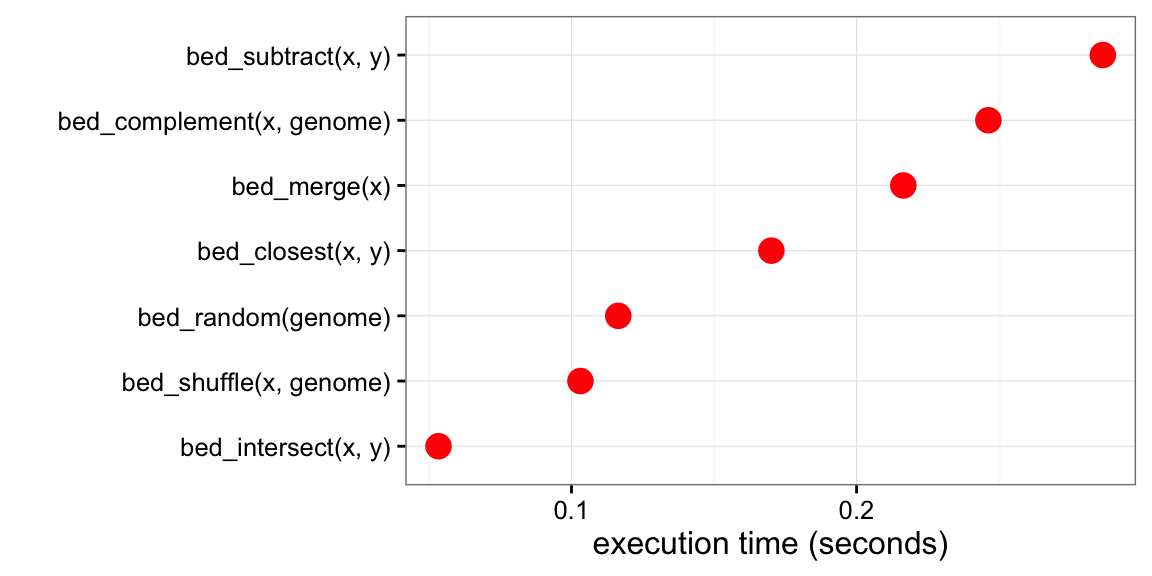 bed_subtract(x, y)
bed_complement(x, genome)
bed_merge(x)
bed_closest(x, y)
bed_random(genome)
bed_shuffle(x, genome)
bed_intersect(x, y)
0.1 0.2
execution time (seconds)